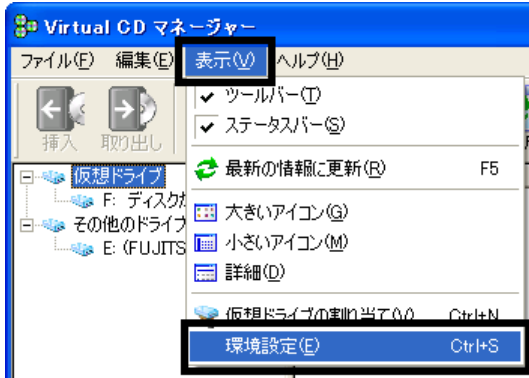 Virtual CD マネージャー
ファイル(F) 編集(E) 表示(V) ヘルプ(H)
挿入 取り出し
ツールバー(T)
ステータスバー(S)
最新の情報に更新(R) F5
大きいアイコン(G)
小さいアイコン(M)
詳細(D)
仮想ドライブの割り当て(V) Ctrl+N
環境設定(E) Ctrl+S
仮想ドライブ
F: ディスクが
その他のドライブ
E: (FUJITS